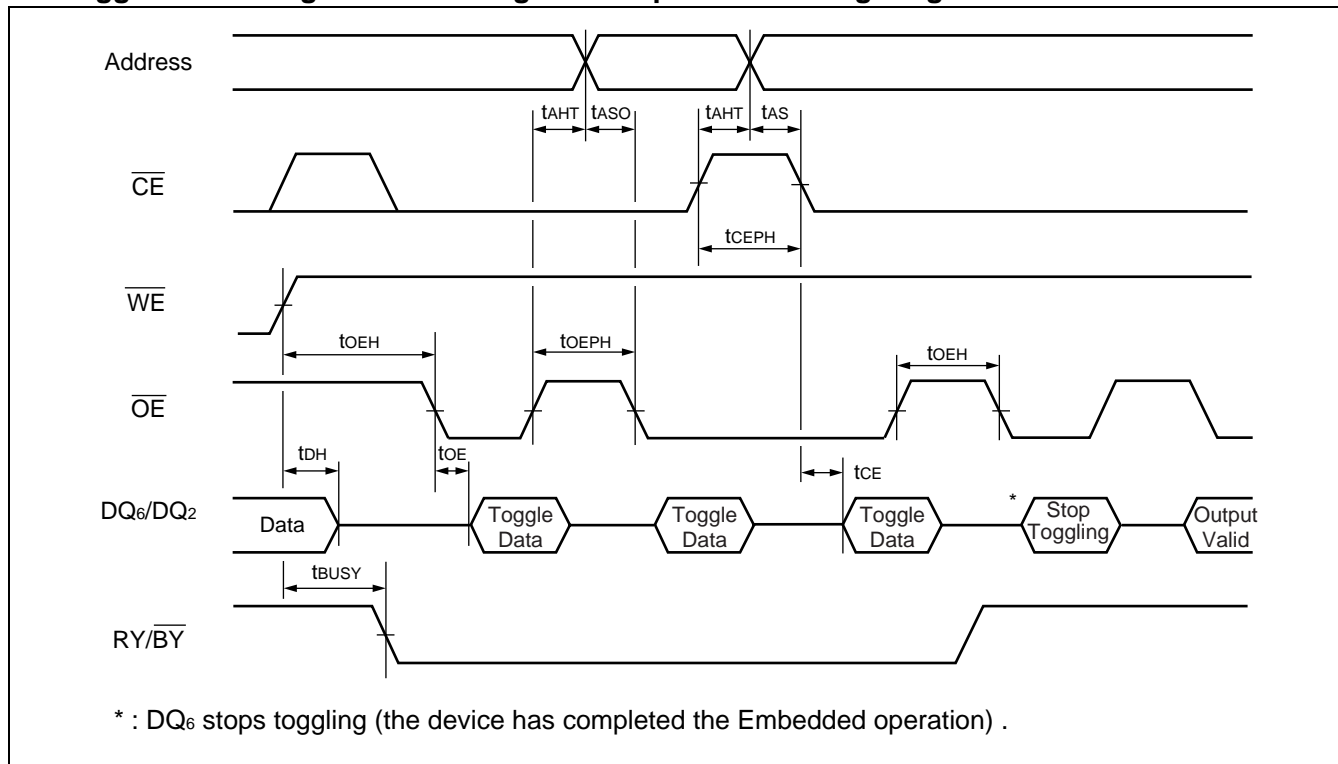 Address
tAHT tASO tAHT tAS
CE
tCEPH
WE
tOEH tOEPH tOEH
OE
tDH tOE tCE
DQ6/DQ2 Data Toggle Data Toggle Data Toggle Data * Stop Toggling Output Valid
tBUSY
RY/BY
* : DQ6 stops toggling (the device has completed the Embedded operation) .